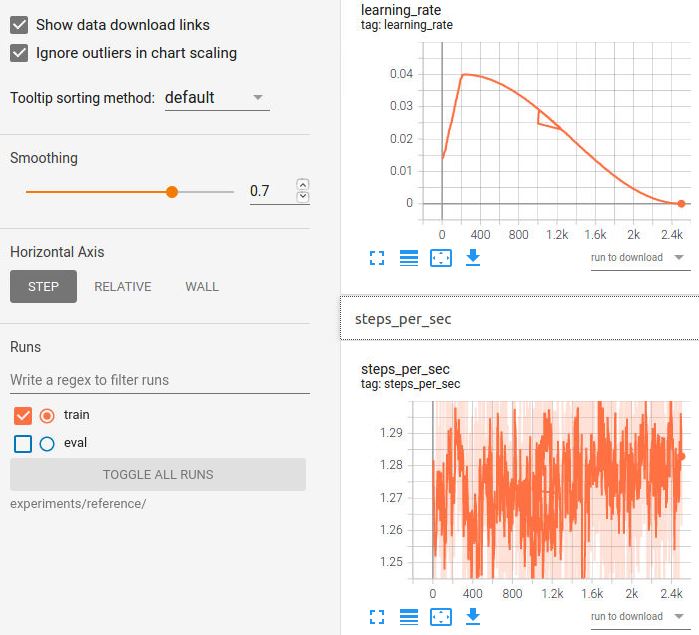 Show data download links
Ignore outliers in chart scaling
Tooltip sorting method: default
Smoothing
0.7
Horizontal Axis
STEP RELATIVE WALL
Runs
Write a regex to filter runs
train
eval
TOGGLE ALL RUNS
experiments/reference/
learning_rate
tag: learning_rate
0.04
0.03
0.02
0.01
0
0 400 800 1.2k 1.6k 2k 2.4k
run to download
steps_per_sec
steps_per_sec
tag: steps_per_sec
1.29
1.28
1.27
1.26
1.25
0 400 800 1.2k 1.6k 2k 2.4k
run to download